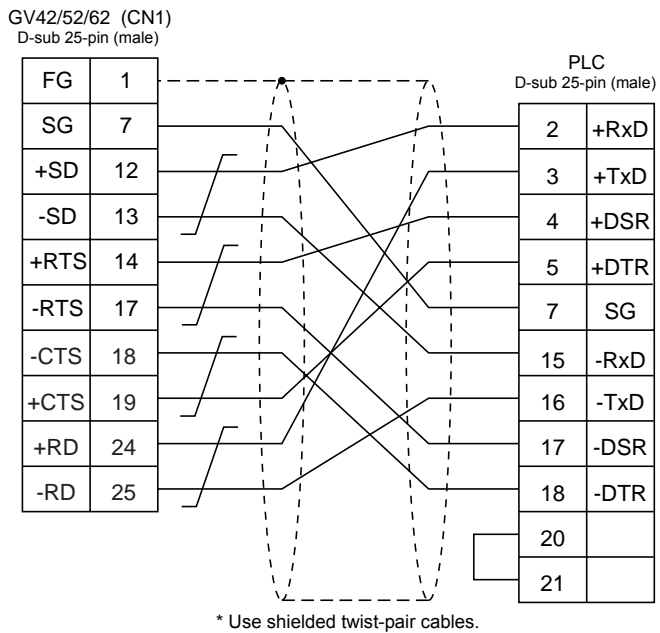 GV42/52/62 (CN1)
D-sub 25-pin (male)
FG 1
SG 7
+SD 12
-SD 13
+RTS 14
-RTS 17
-CTS 18
+CTS 19
+RD 24
-RD 25
PLC
D-sub 25-pin (male)
2 +RxD
3 +TxD
4 +DSR
5 +DTR
7 SG
15 -RxD
16 -TxD
17 -DSR
18 -DTR
20
21
* Use shielded twist-pair cables.